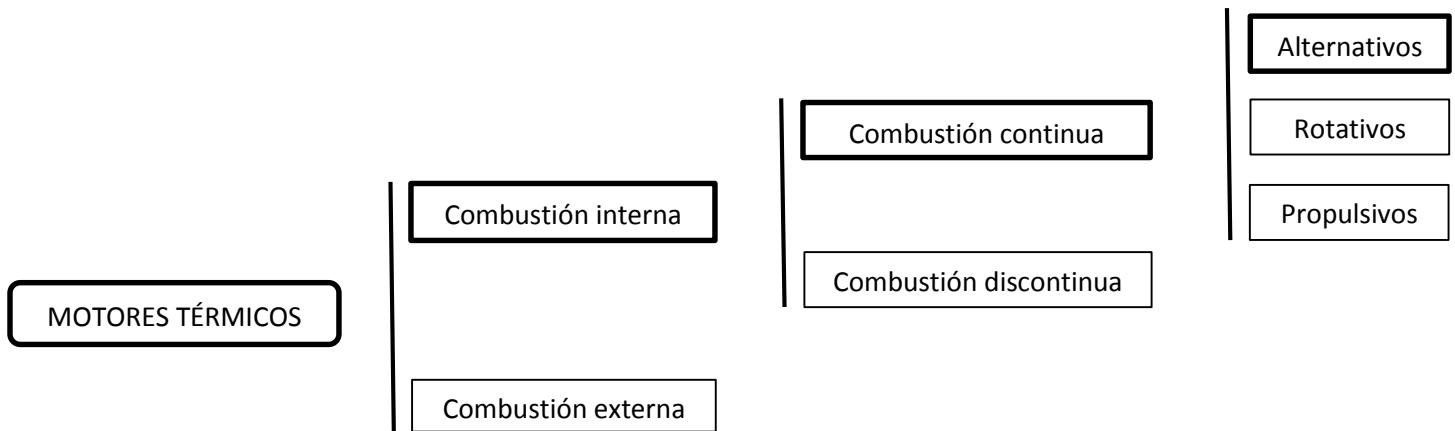 MOTORES TÉRMICOS
Combustión interna
Combustión externa
Combustión continua
Combustión discontinua
Alternativos
Rotativos
Propulsivos